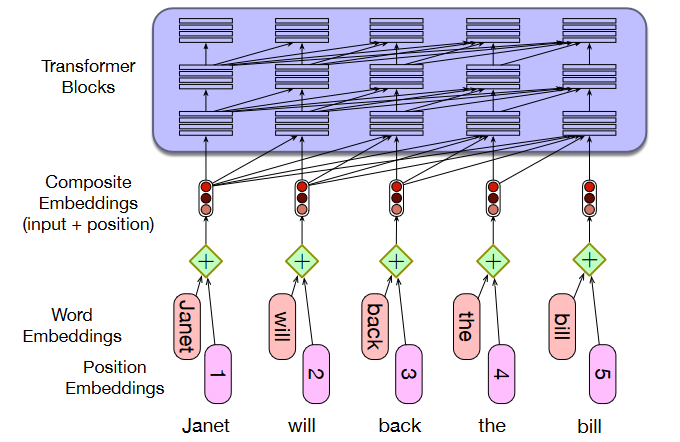 Transformer
Blocks
Composite
Embeddings
(input + position)
+ + + + +
Word
Embeddings
Janet will back the bill
Position
Embeddings
1 2 3 4 5
Janet will back the bill